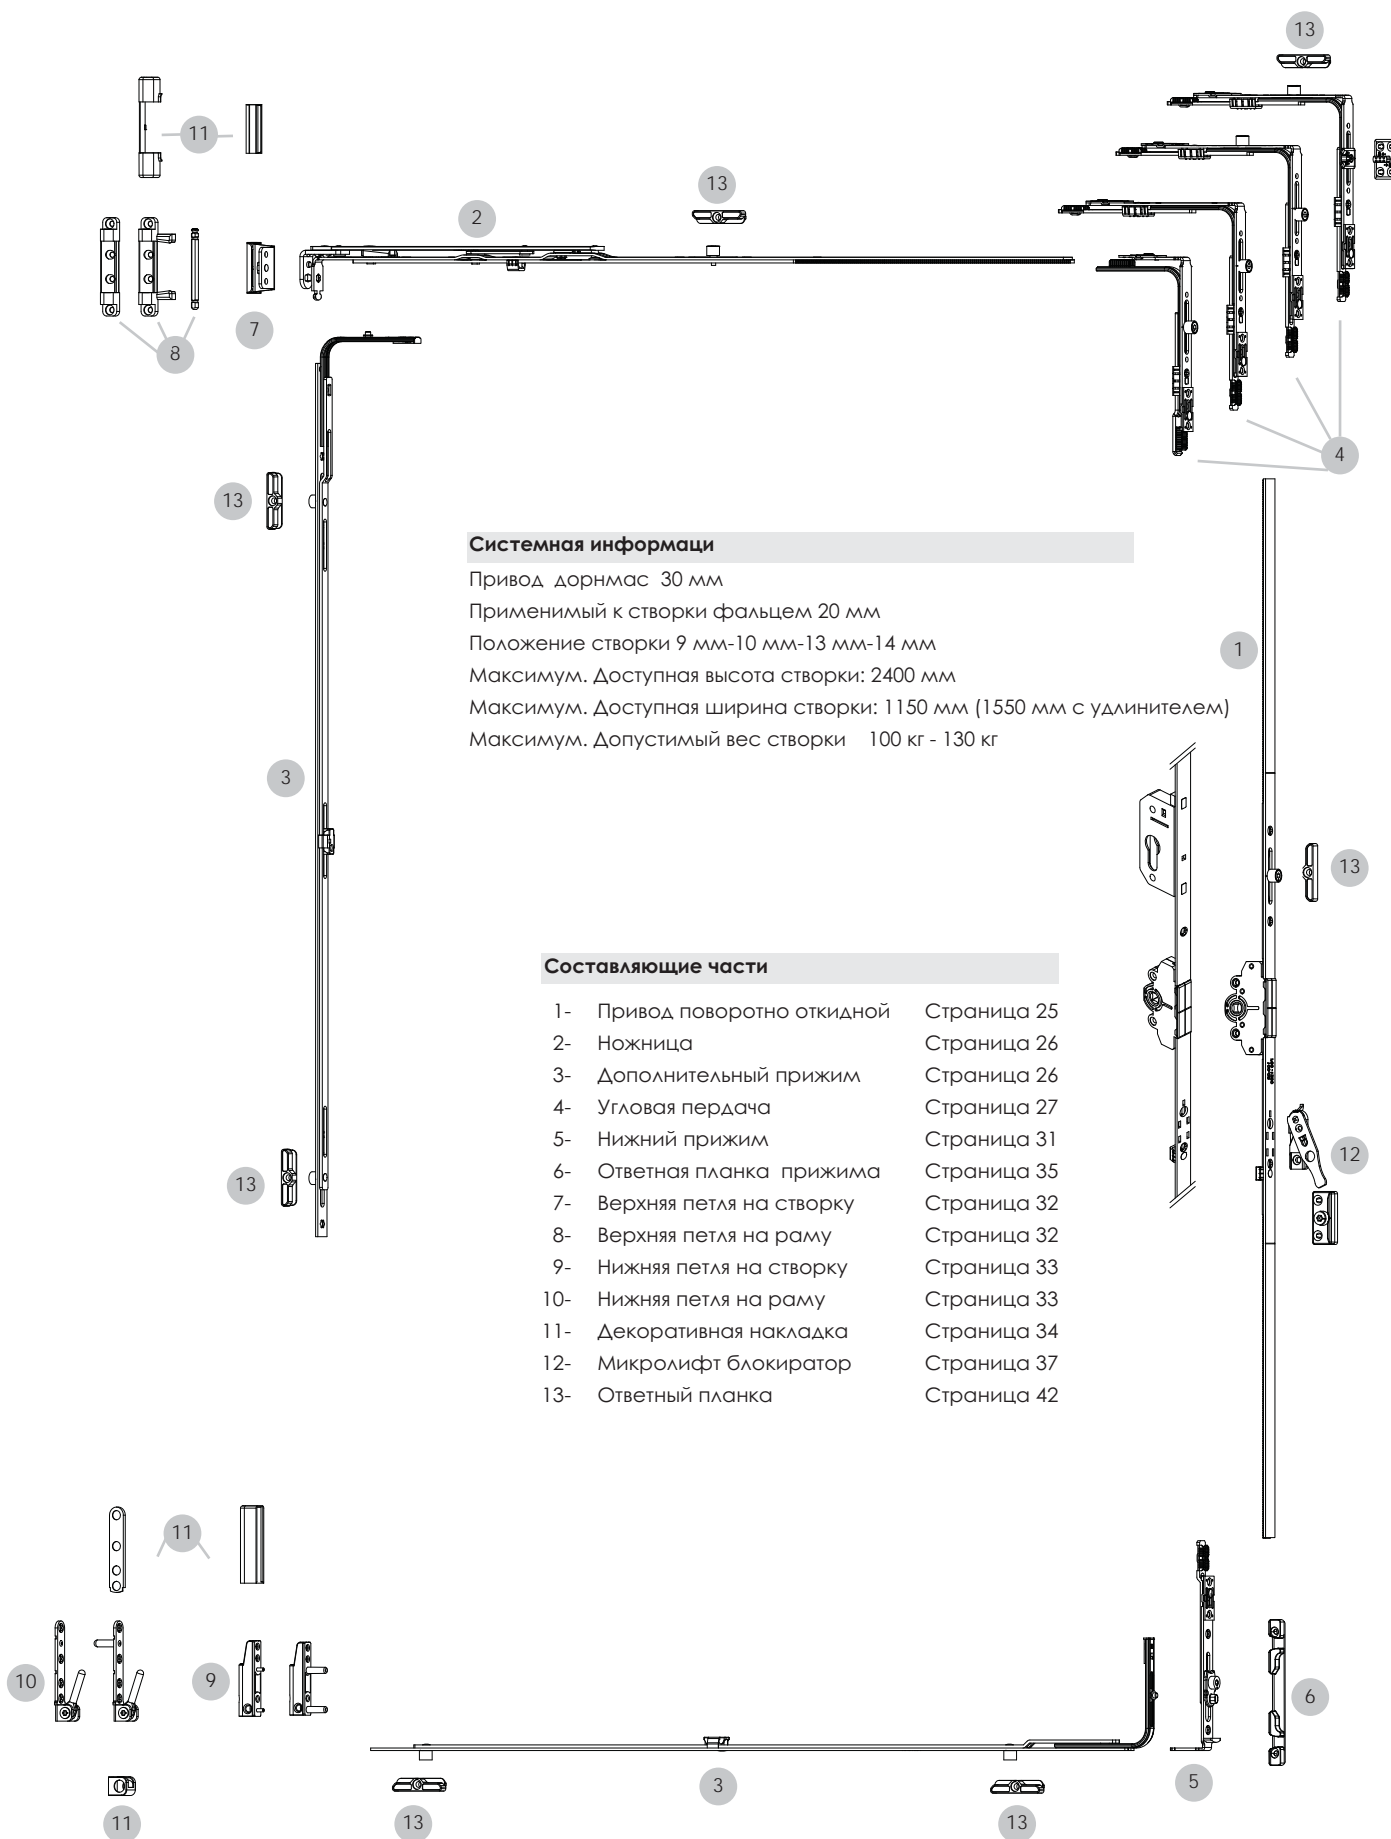 13
11
13
2
7
8
4
13
Системная информаци
Привод дорнмас 30 мм
Применимый к створки фальцем 20 мм
Положение створки 9 мм-10 мм-13 мм-14 мм
1
Максимум. Доступная высота створки: 2400 мм
Максимум. Доступная ширина створки: 1150 мм (1550 мм с удлинителем)
Максимум. Допустимый вес створки 100 кг - 130 кг
3
13
Составляющие части
1- Привод поворотно откидной Страница 25
2- Ножница Страница 26
3- Дополнительный прижим Страница 26
4- Угловая пердача Страница 27
5- Нижний прижим Страница 31
6- Ответная планка прижима Страница 35
7- Верхняя петля на створку Страница 32
8- Верхняя петля на раму Страница 32
9- Нижняя петля на створку Страница 33
10- Нижняя петля на раму Страница 33
11- Декоративная накладка Страница 34
12- Микролифт блокиратор Страница 37
13- Ответный планка Страница 42
12
13
11
10
9
6
3
5
11
13
13